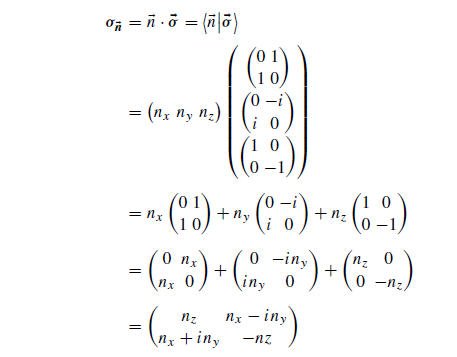 σ_n⃗ = n⃗ · σ⃗ = ⟨n⃗|σ⃗⟩
= (n_x n_y n_z) ( (0 1 / 1 0) / (0 −i / i 0) / (1 0 / 0 −1) )
= n_x (0 1 / 1 0) + n_y (0 −i / i 0) + n_z (1 0 / 0 −1)
= (0 n_x / n_x 0) + (0 −in_y / in_y 0) + (n_z 0 / 0 −n_z)
= (n_z n_x − in_y / n_x + in_y −nz)